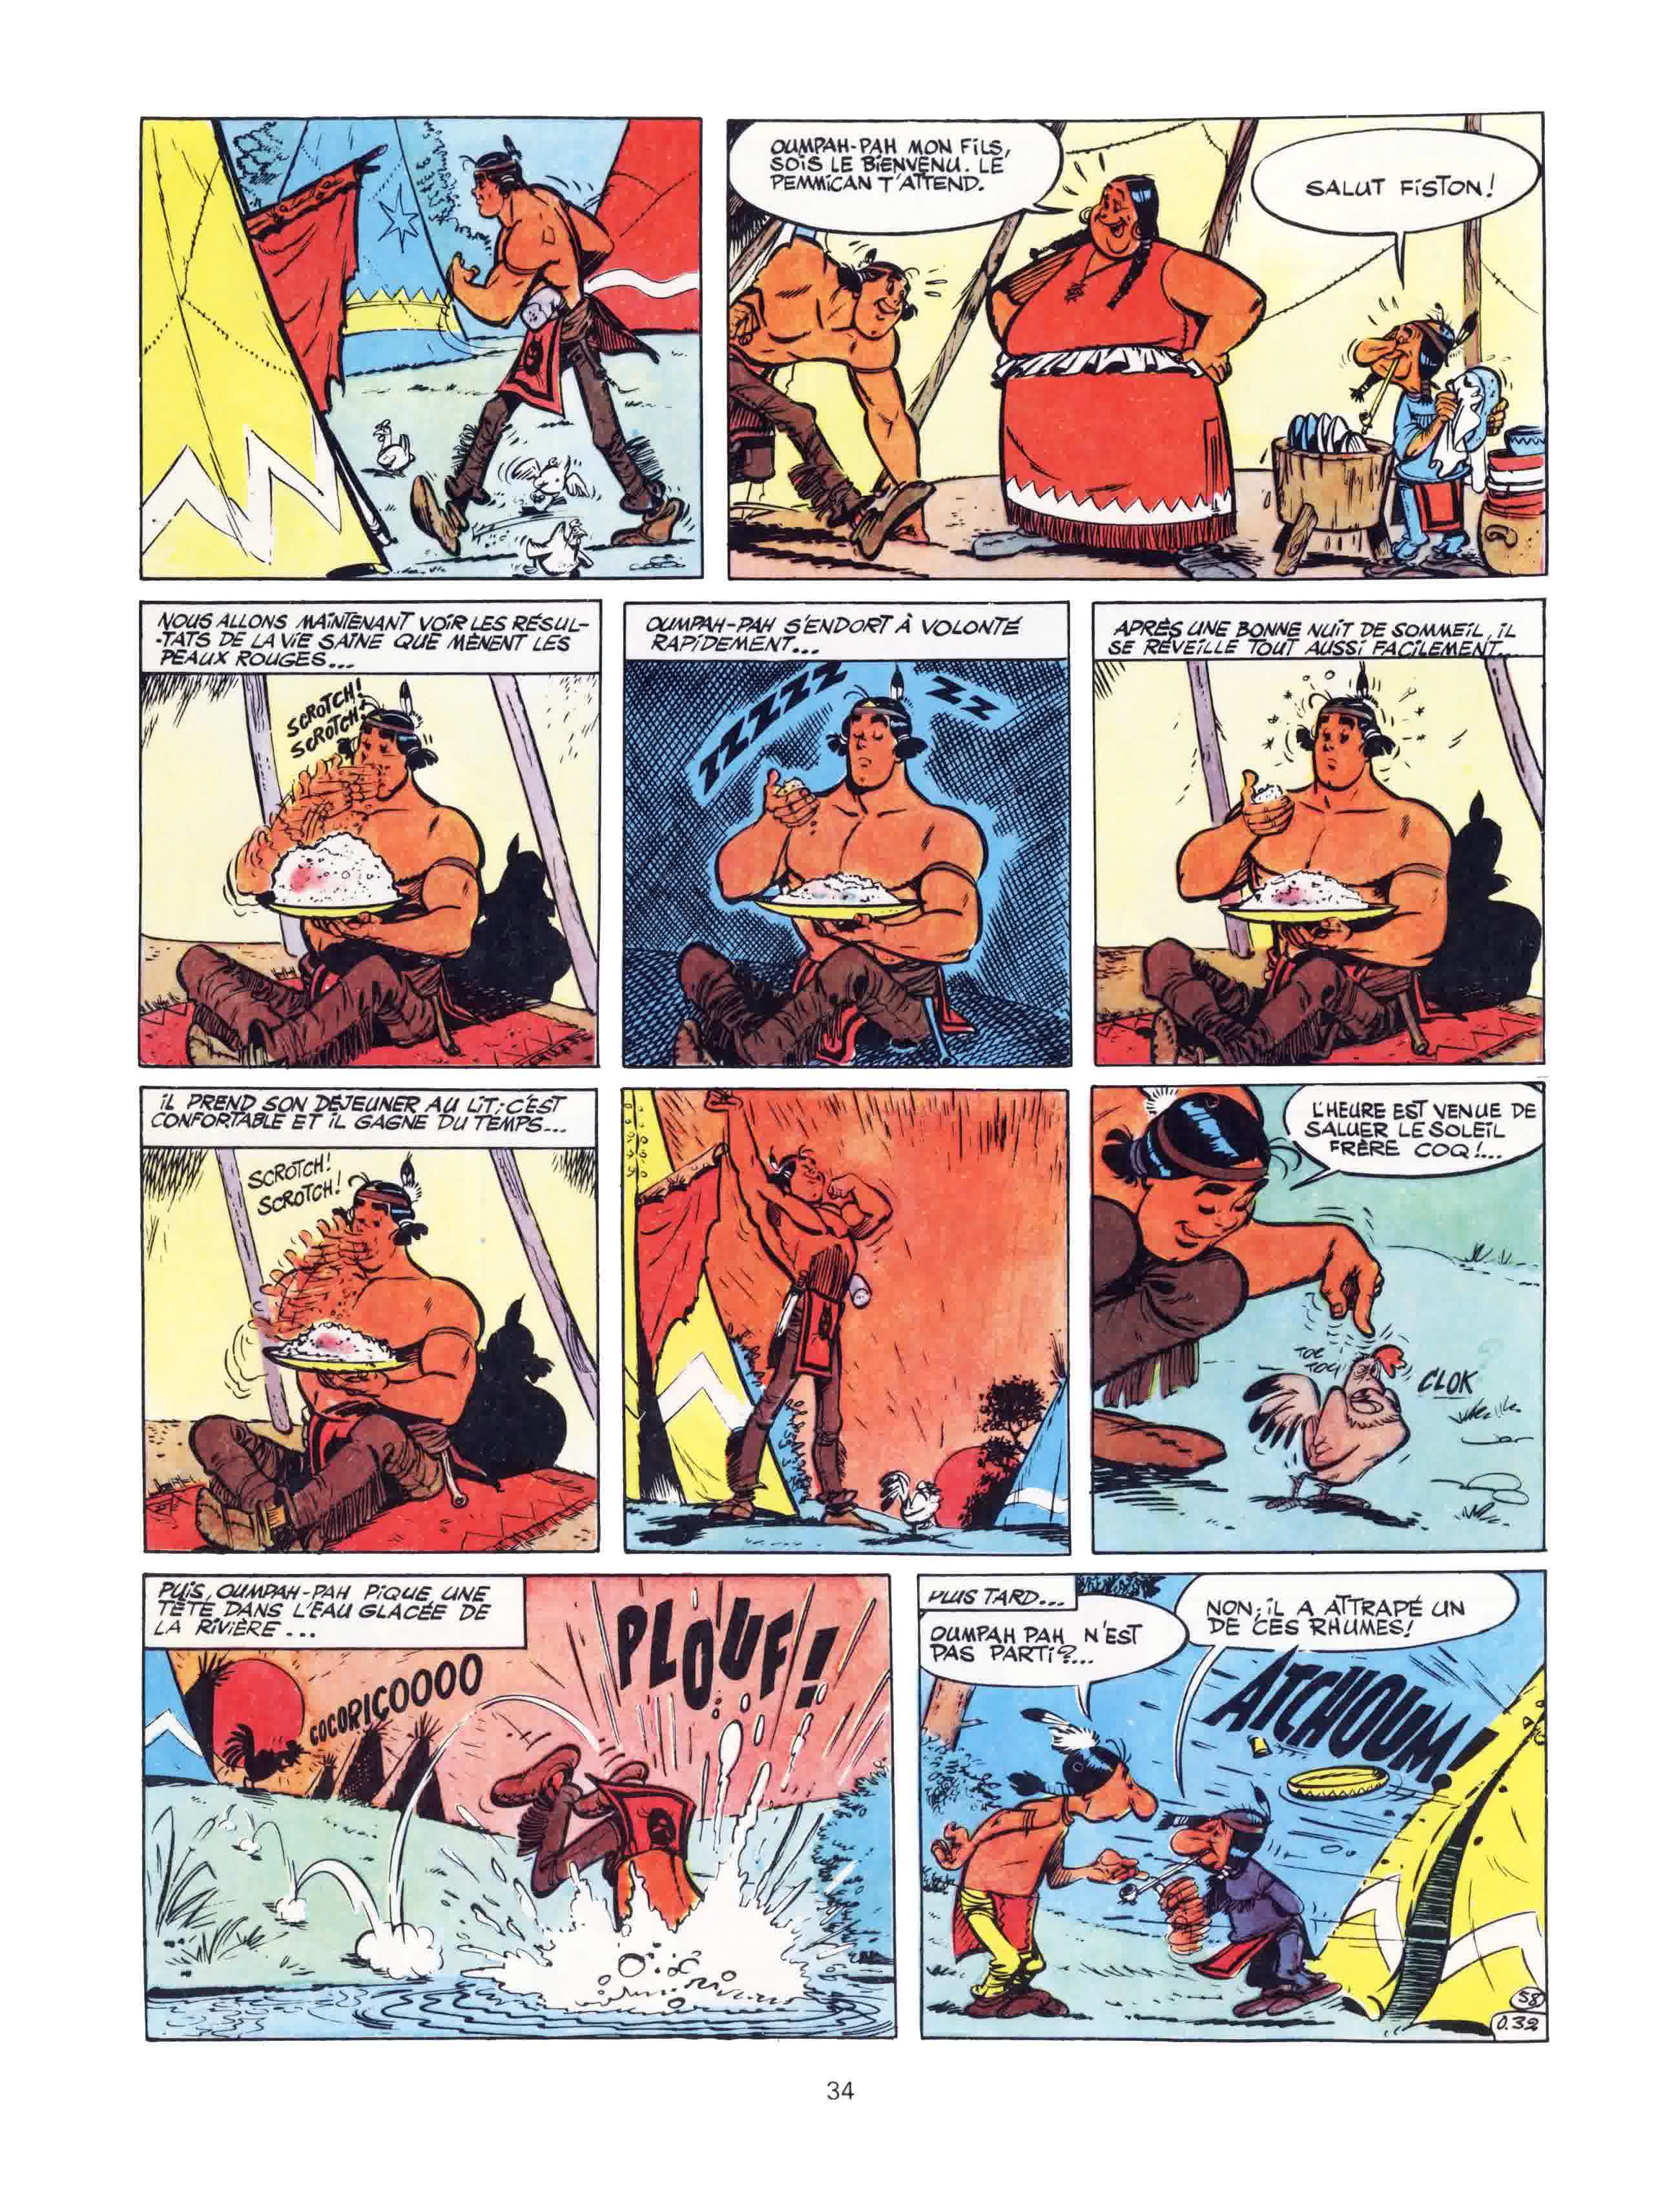 OUMPAH-PAH MON FILS,
SOIS LE BIENVENU. LE
PEMMICAN T'ATTEND.
SALUT FISTON!
NOUS ALLONS MAINTENANT VOIR LES RÉSUL-
-TATS DE LA VIE SAINE QUE MÈNENT LES
PEAUX ROUGES...
SCROTCH!
SCROTCH!
OUMPAH-PAH S'ENDORT À VOLONTÉ
RAPIDEMENT...
ZZZZZ
ZZZ
APRÈS UNE BONNE NUIT DE SOMMEIL, IL
SE RÉVEILLE TOUT AUSSI FACILEMENT...
IL PREND SON DÉJEUNER AU LIT; C'EST
CONFORTABLE ET IL GAGNE DU TEMPS...
SCROTCH!
SCROTCH!
L'HEURE EST VENUE DE
SALUER LE SOLEIL
FRÈRE COQ!...
TOC
TOC
CLOK
PUIS, OUMPAH-PAH PIQUE UNE
TÊTE DANS L'EAU GLACÉE DE
LA RIVIÈRE...
COCORICOOOO
PLOUF!
PLUS TARD...
OUMPAH PAH N'EST
PAS PARTI?...
NON; IL A ATTRAPÉ UN
DE CES RHUMES!
ATCHOUM!
58
O.32
34